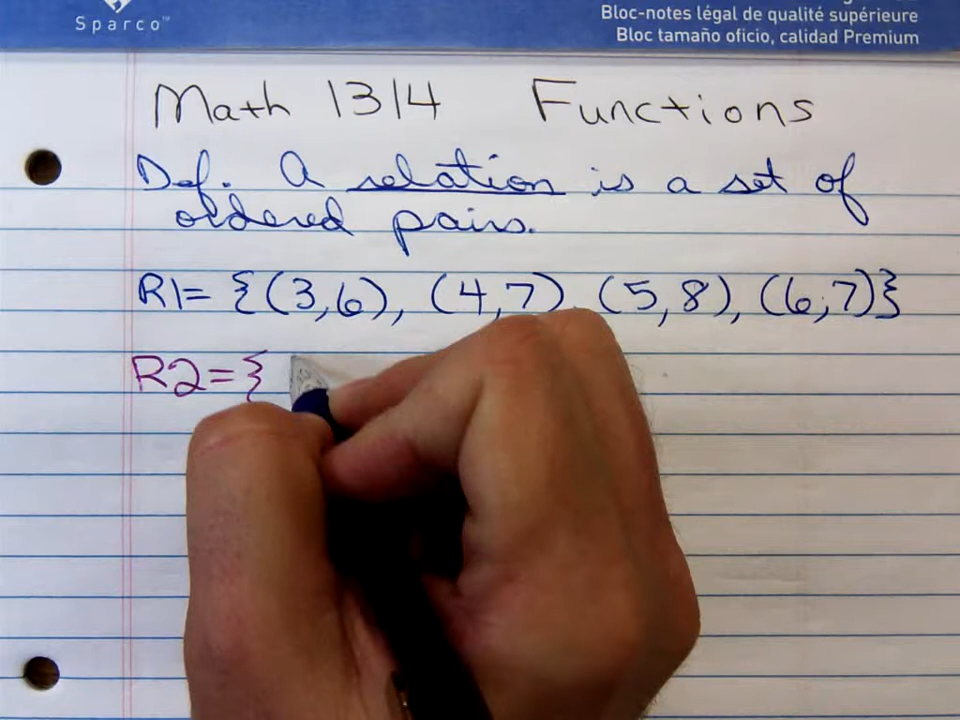 Sparco™
Bloc-notes légal de qualité supérieure
Bloc tamaño oficio, calidad Premium
Math 1314 Functions
Def. A relation is a set of
ordered pairs.
R1= {(3,6), (4,7), (5,8), (6,7)}
R2={